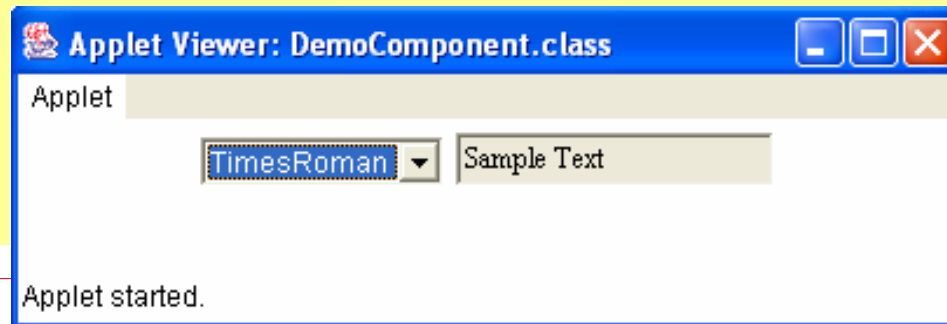 Applet Viewer: DemoComponent.class
Applet
TimesRoman Sample Text
Applet started.